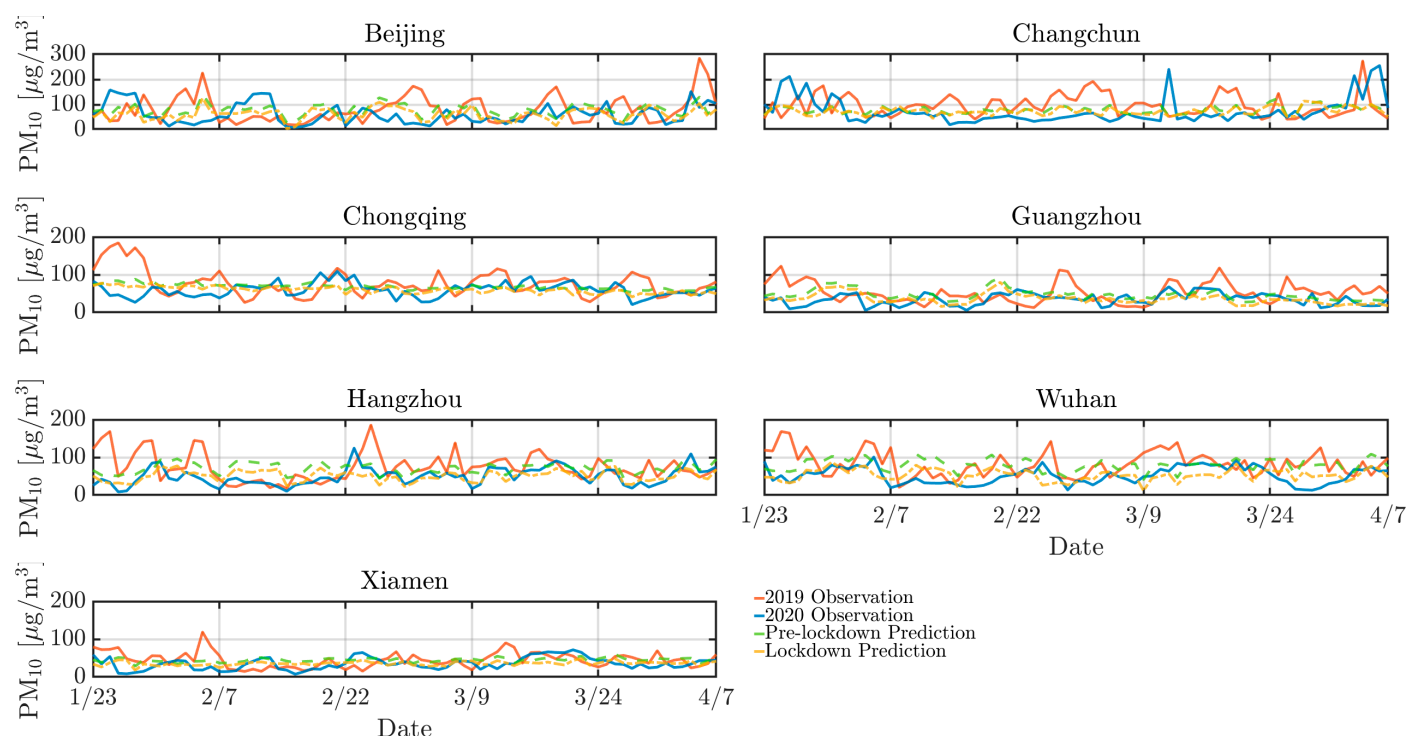 Beijing
PM10 [μg/m3]
300
200
100
0
Changchun
Chongqing
PM10 [μg/m3]
200
100
0
Guangzhou
Hangzhou
PM10 [μg/m3]
200
100
0
Wuhan
1/23 2/7 2/22 3/9 3/24 4/7
Date
Xiamen
PM10 [μg/m3]
200
100
0
1/23 2/7 2/22 3/9 3/24 4/7
Date
2019 Observation
2020 Observation
Pre-lockdown Prediction
Lockdown Prediction